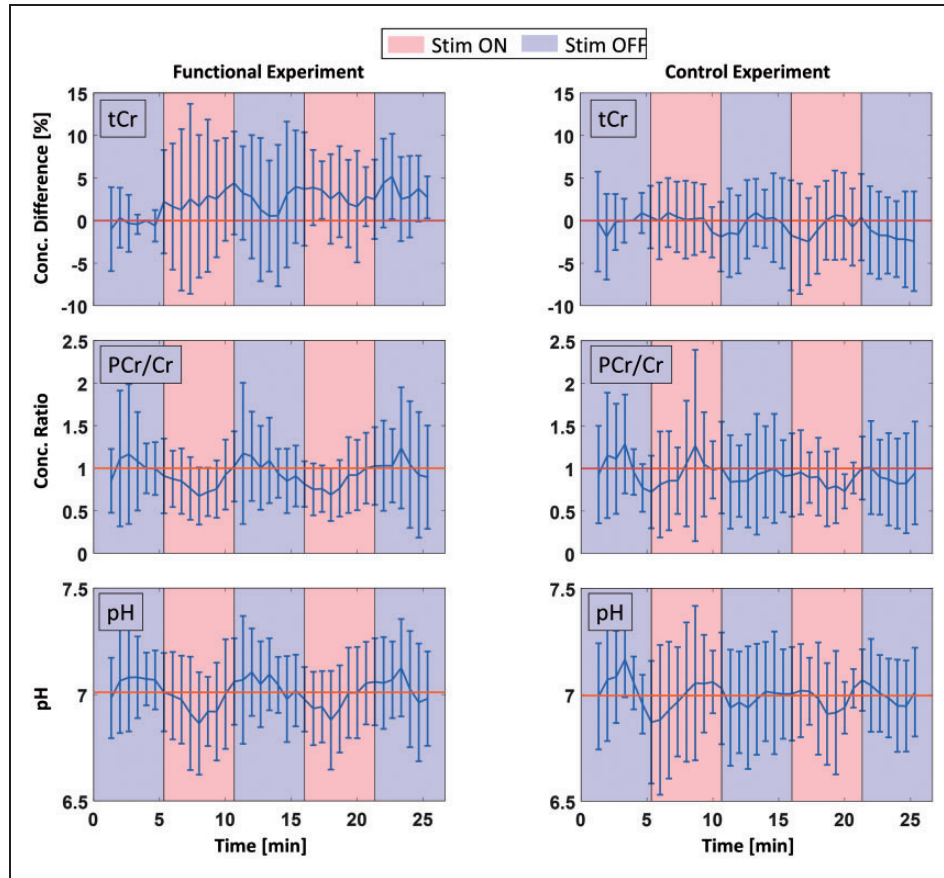 Stim ON Stim OFF
Functional Experiment Control Experiment
15
10
5
0
-5
-10
Conc. Difference [%]
tCr
15
10
5
0
-5
-10
tCr
2.5
2
1.5
1
0.5
0
Conc. Ratio
PCr/Cr
2.5
2
1.5
1
0.5
0
PCr/Cr
7.5
7
6.5
pH
pH
0 5 10 15 20 25
Time [min]
7.5
7
6.5
pH
0 5 10 15 20 25
Time [min]